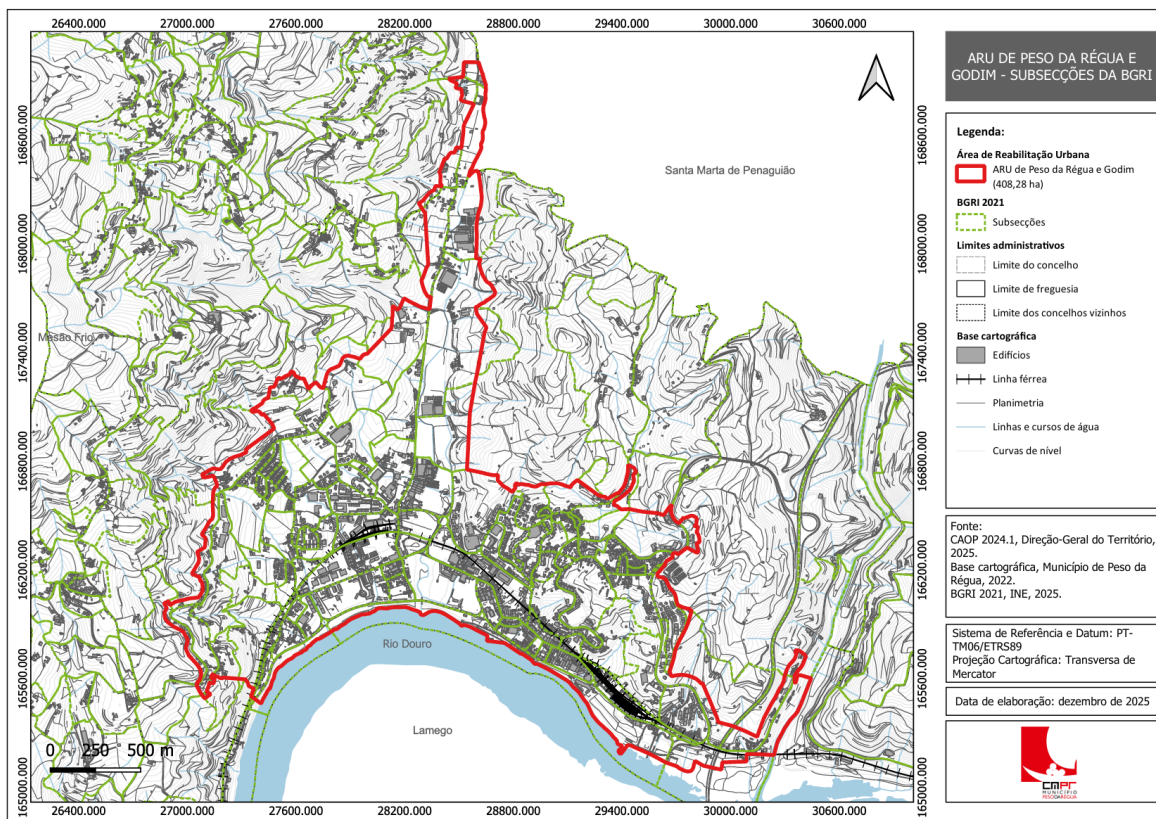 26400.000 27000.000 27600.000 28200.000 28800.000 29400.000 30000.000 30600.000
168600.000
168000.000
167400.000
166800.000
166200.000
165600.000
165000.000
Santa Marta de Penaguião
Mesão Frio
Rio Douro
Lamego
0 250 500 m
168600.000
168000.000
167400.000
166800.000
166200.000
165600.000
165000.000
26400.000 27000.000 27600.000 28200.000 28800.000 29400.000 30000.000 30600.000
ARU DE PESO DA RÉGUA E
GODIM - SUBSECÇÕES DA BGRI
Legenda:
Área de Reabilitação Urbana
ARU de Peso da Régua e Godim
(408,28 ha)
BGRI 2021
Subsecções
Limites administrativos
Limite do concelho
Limite de freguesia
Limite dos concelhos vizinhos
Base cartográfica
Edifícios
Linha férrea
Planimetria
Linhas e cursos de água
Curvas de nível
Fonte:
CAOP 2024.1, Direção-Geral do Território,
2025.
Base cartográfica, Município de Peso da
Régua, 2022.
BGRI 2021, INE, 2025.
Sistema de Referência e Datum: PT-
TM06/ETRS89
Projeção Cartográfica: Transversa de
Mercator
Data de elaboração: dezembro de 2025
CMPR
MUNICÍPIO
PESODARÉGUA